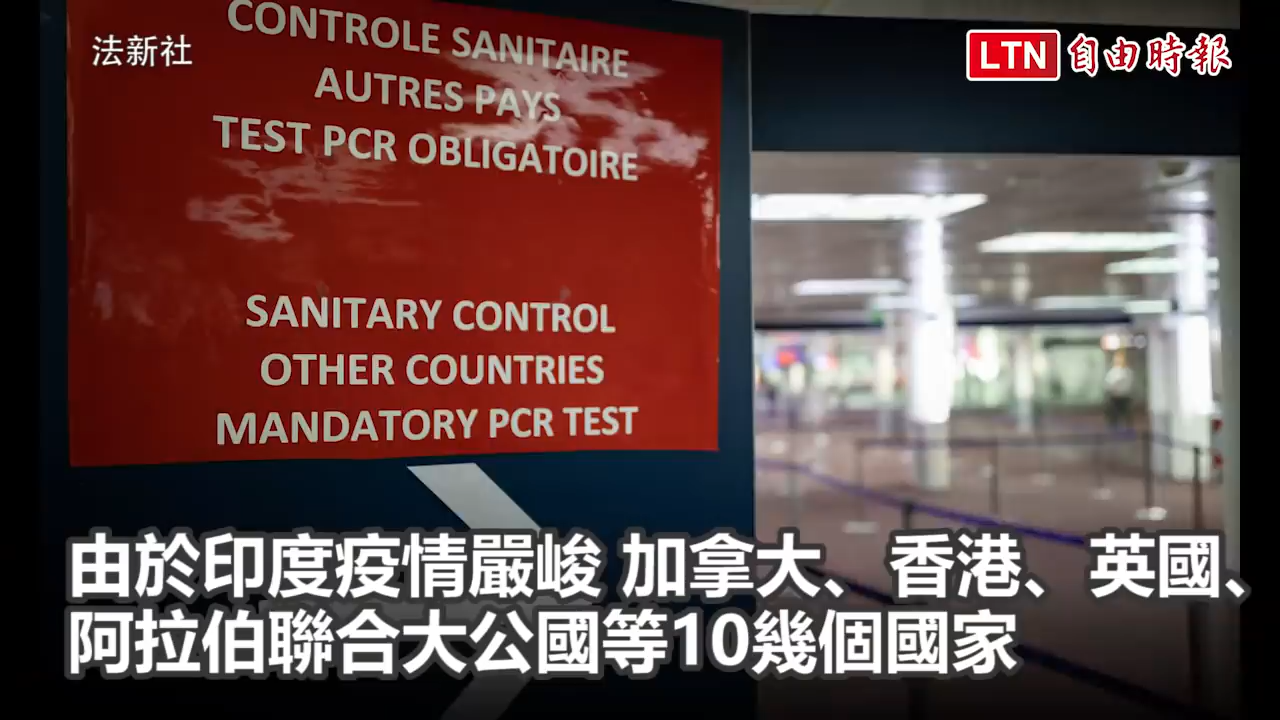 法新社
LTN 自由時報
CONTROLE SANITAIRE
AUTRES PAYS
TEST PCR OBLIGATOIRE
SANITARY CONTROL
OTHER COUNTRIES
MANDATORY PCR TEST
由於印度疫情嚴峻 加拿大、香港、英國、
阿拉伯聯合大公國等10幾個國家